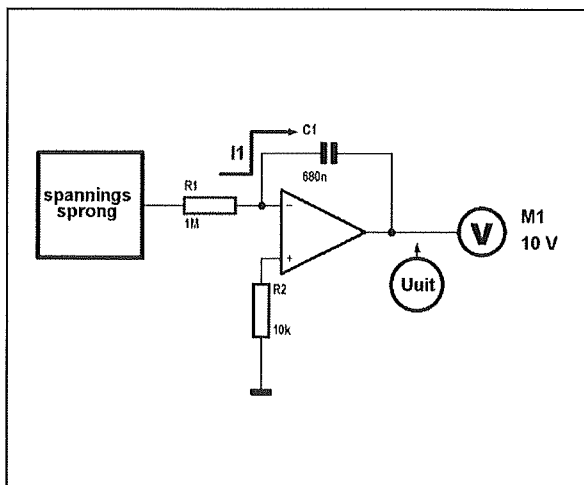 I1
C1
680n
spannings
sprong
R1
1M
−
+
V
M1
10 V
Uuit
R2
10k